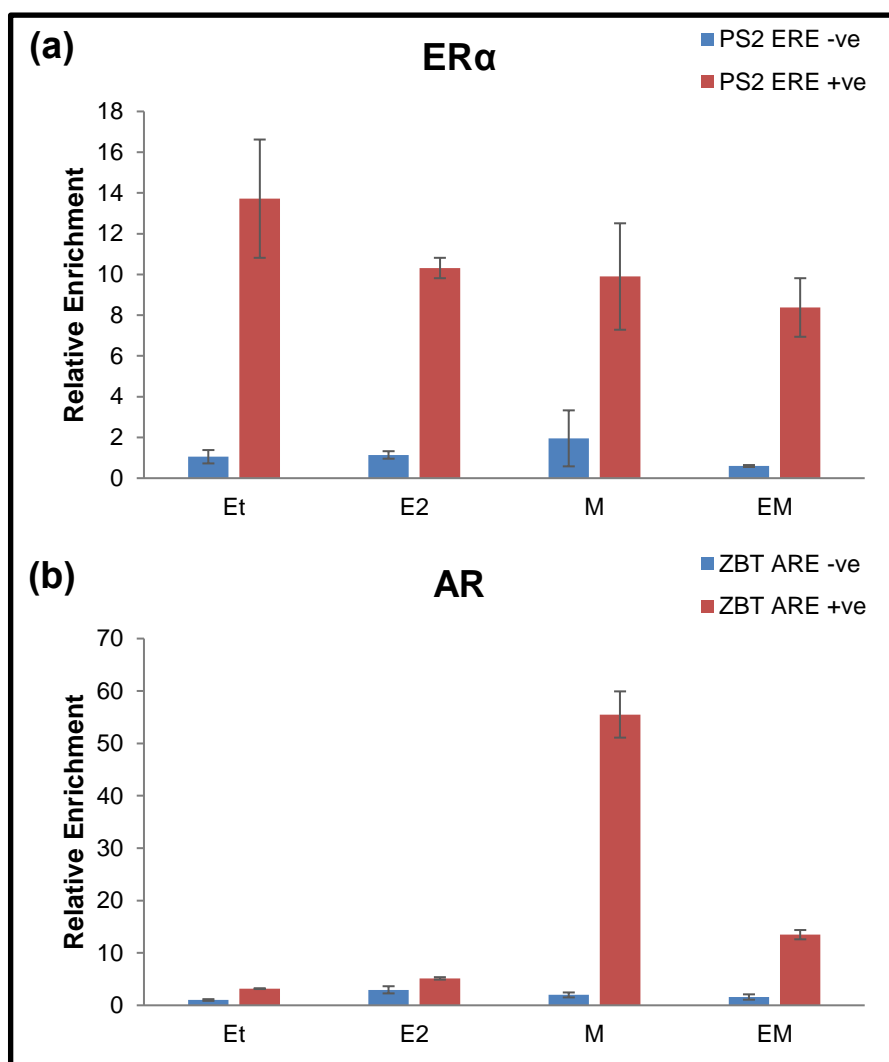 (a)
ERα
PS2 ERE -ve
PS2 ERE +ve
Relative Enrichment
18
16
14
12
10
8
6
4
2
0
Et E2 M EM
(b)
AR
ZBT ARE -ve
ZBT ARE +ve
Relative Enrichment
70
60
50
40
30
20
10
0
Et E2 M EM